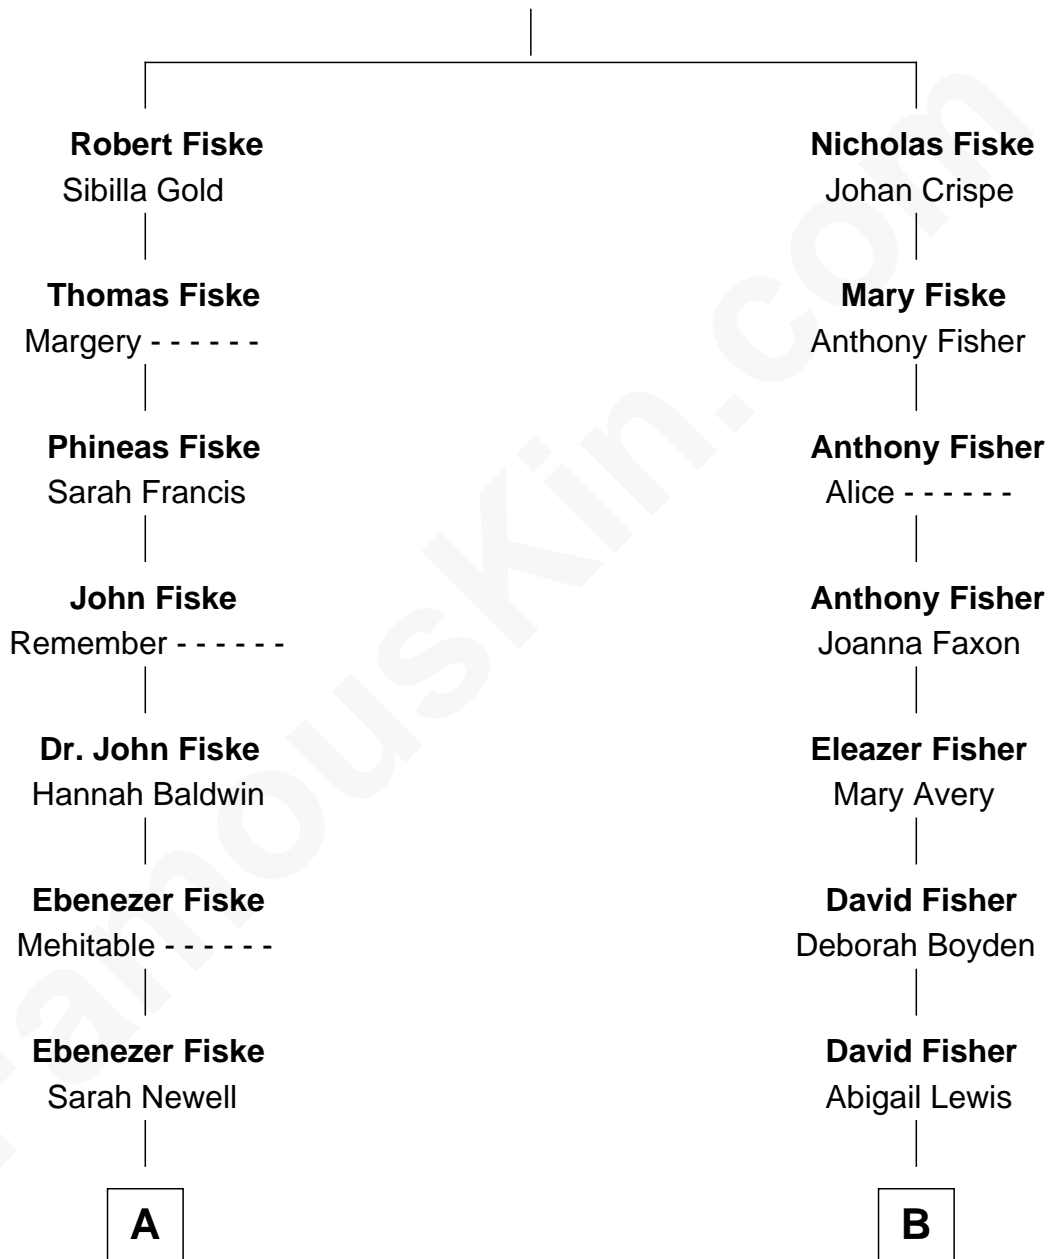 Robert Fiske
Sibilla Gold
Thomas Fiske
Margery - - - - - -
Phineas Fiske
Sarah Francis
John Fiske
Remember - - - - - -
Dr. John Fiske
Hannah Baldwin
Ebenezer Fiske
Mehitable - - - - - -
Ebenezer Fiske
Sarah Newell
A
Nicholas Fiske
Johan Crispe
Mary Fiske
Anthony Fisher
Anthony Fisher
Alice - - - - - -
Anthony Fisher
Joanna Faxon
Eleazer Fisher
Mary Avery
David Fisher
Deborah Boyden
David Fisher
Abigail Lewis
B
FamousKin.com